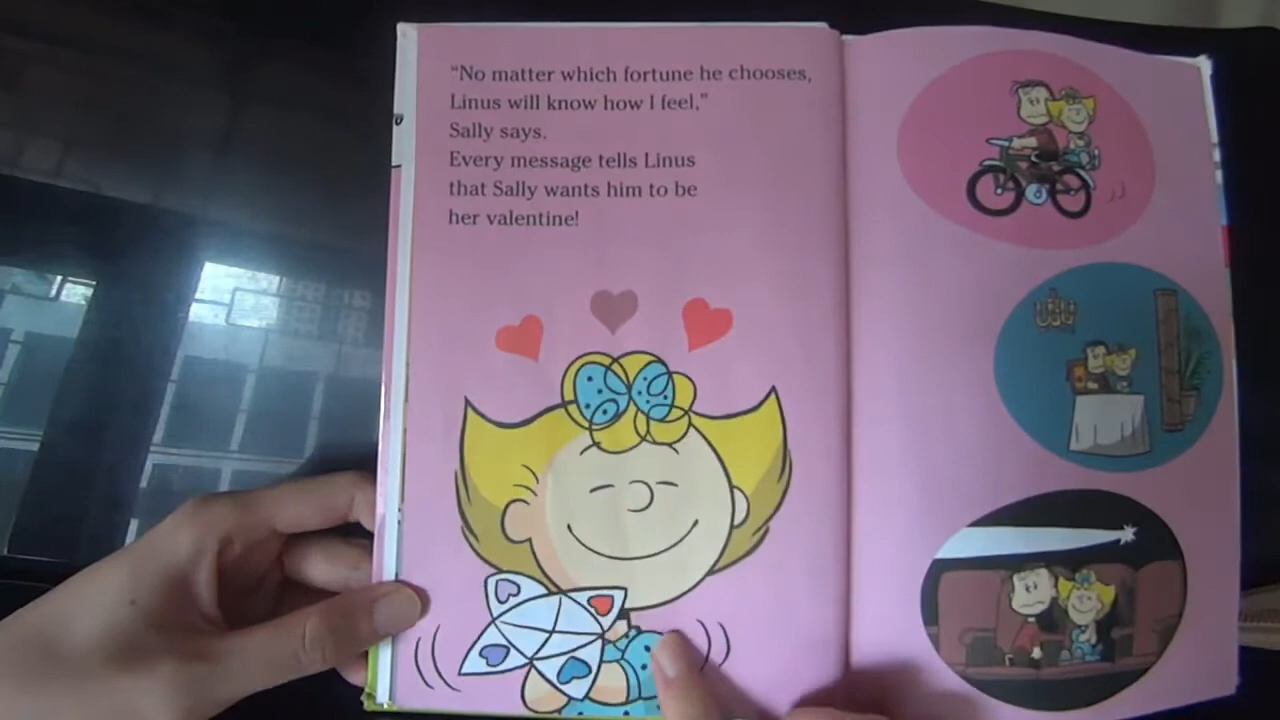 “No matter which fortune he chooses,
Linus will know how I feel,”
Sally says.
Every message tells Linus
that Sally wants him to be
her valentine!